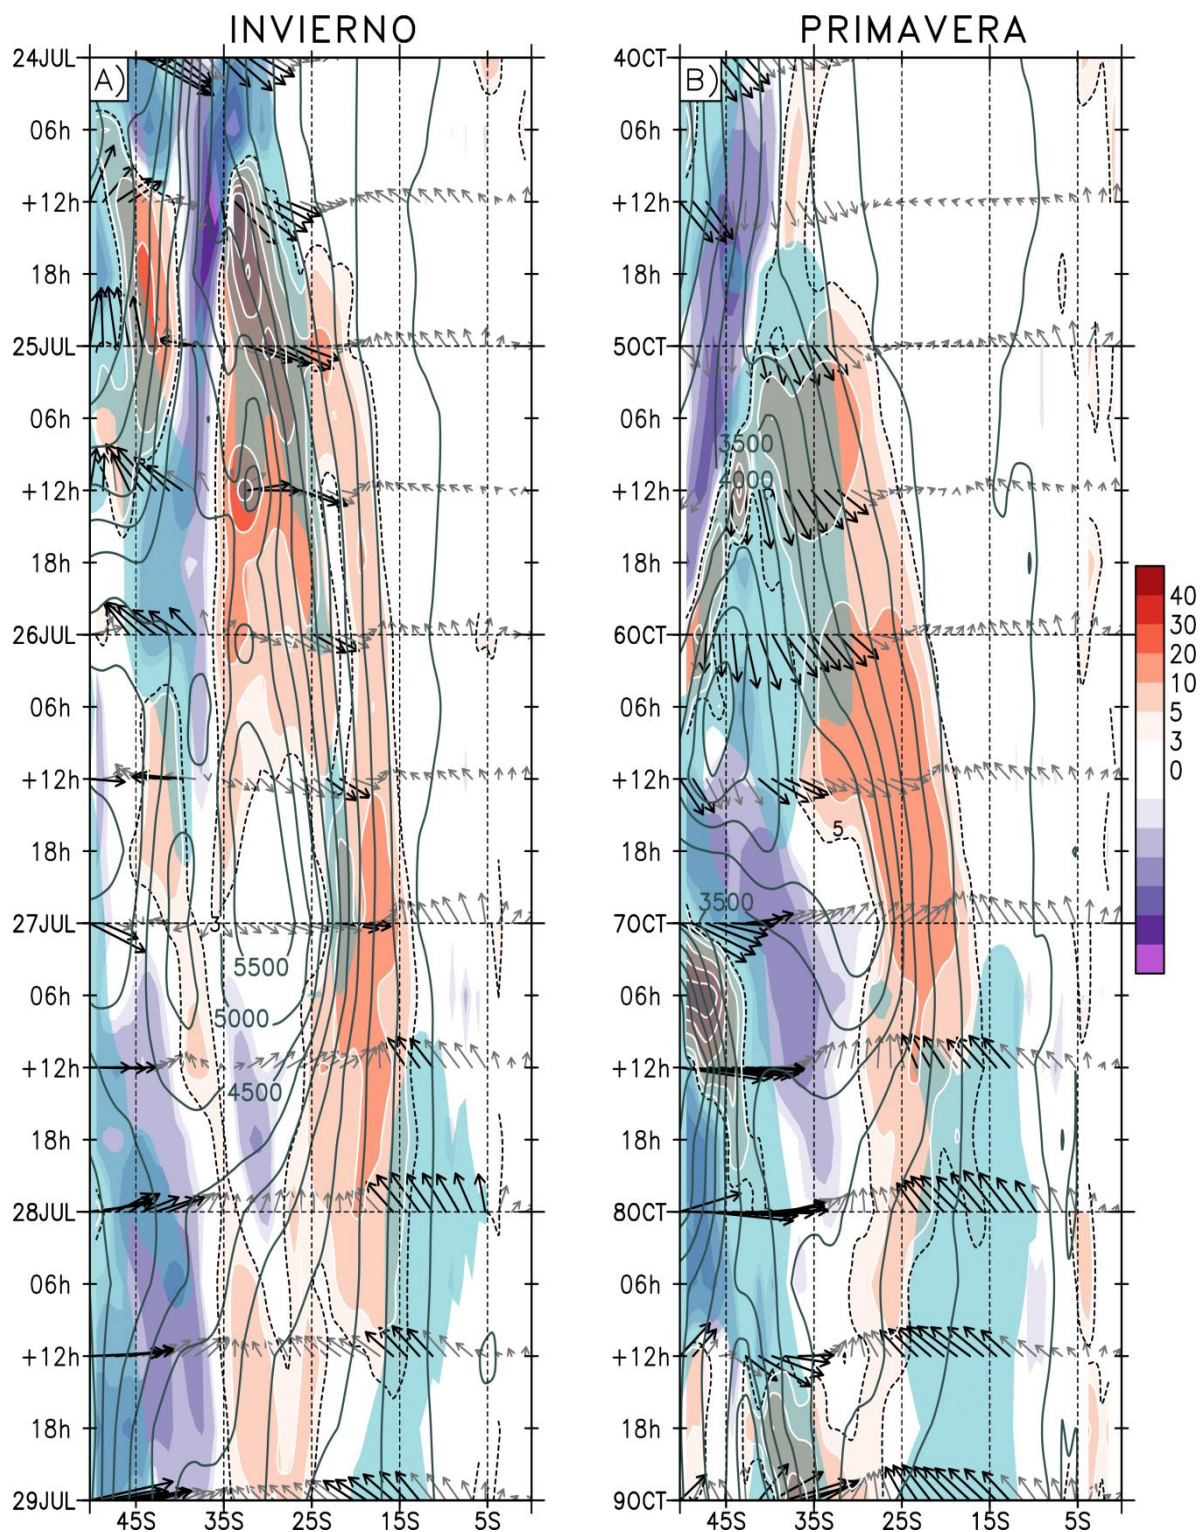 INVIERNO
PRIMAVERA
A)
B)
24JUL
06h
+12h
18h
25JUL
06h
+12h
18h
26JUL
06h
+12h
18h
27JUL
06h
+12h
18h
28JUL
06h
+12h
18h
29JUL
45S
35S
25S
15S
5S
5500
5000
4500
4OCT
06h
+12h
18h
5OCT
06h
+12h
18h
6OCT
06h
+12h
18h
7OCT
06h
+12h
18h
8OCT
06h
+12h
18h
9OCT
45S
35S
25S
15S
5S
3500
4000
5
3500
40
30
20
10
5
3
0